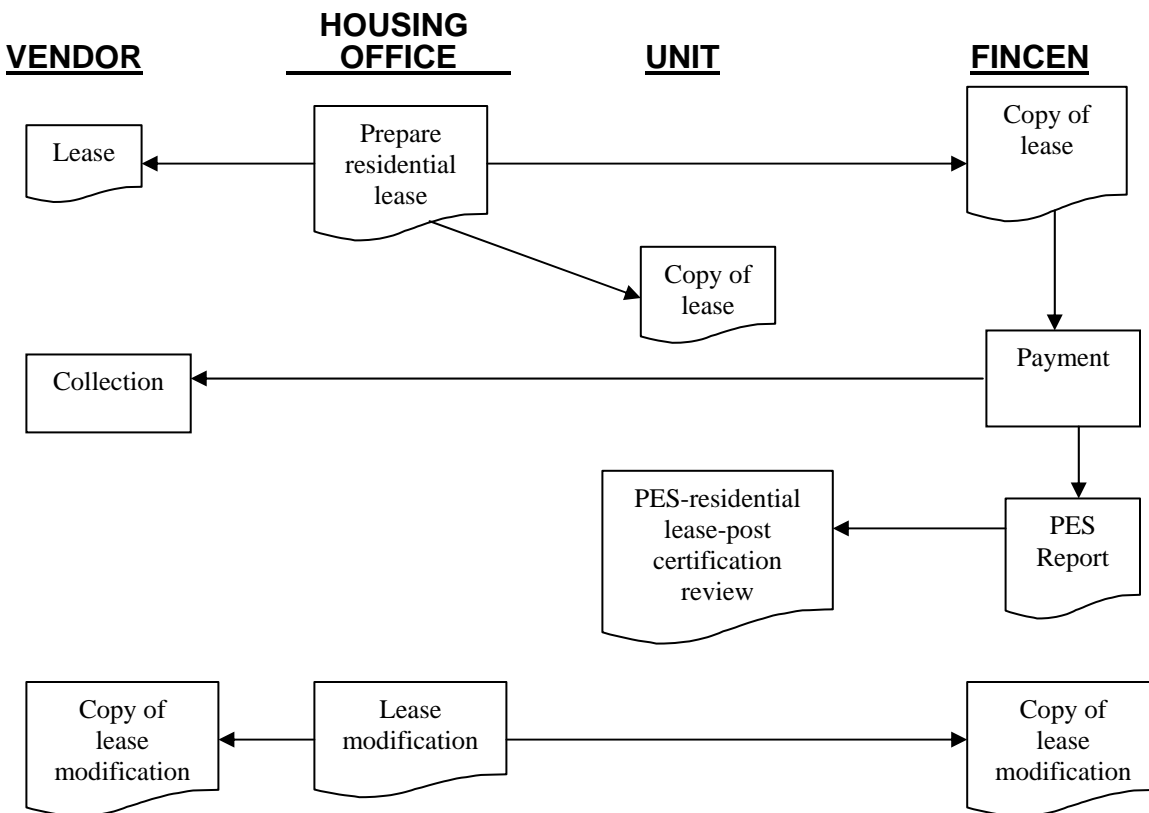 VENDOR
HOUSING
OFFICE
UNIT
FINCEN
Lease
Prepare
residential
lease
Copy of
lease
Copy of
lease
Collection
Payment
PES-residential
lease-post
certification
review
PES
Report
Copy of
lease
modification
Lease
modification
Copy of
lease
modification